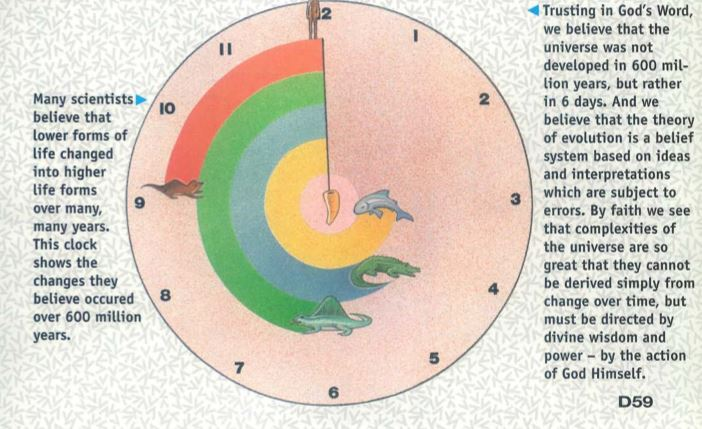 Many scientists
believe that
lower forms of
life changed
into higher
life forms
over many,
many years.
This clock
shows the
changes they
believe occured
over 600 million
years.
12
1
2
3
4
5
6
7
8
9
10
11
Trusting in God's Word,
we believe that the
universe was not
developed in 600 mil-
lion years, but rather
in 6 days. And we
believe that the theory
of evolution is a belief
system based on ideas
and interpretations
which are subject to
errors. By faith we see
that complexities of
the universe are so
great that they cannot
be derived simply from
change over time, but
must be directed by
divine wisdom and
power – by the action
of God Himself.
D59